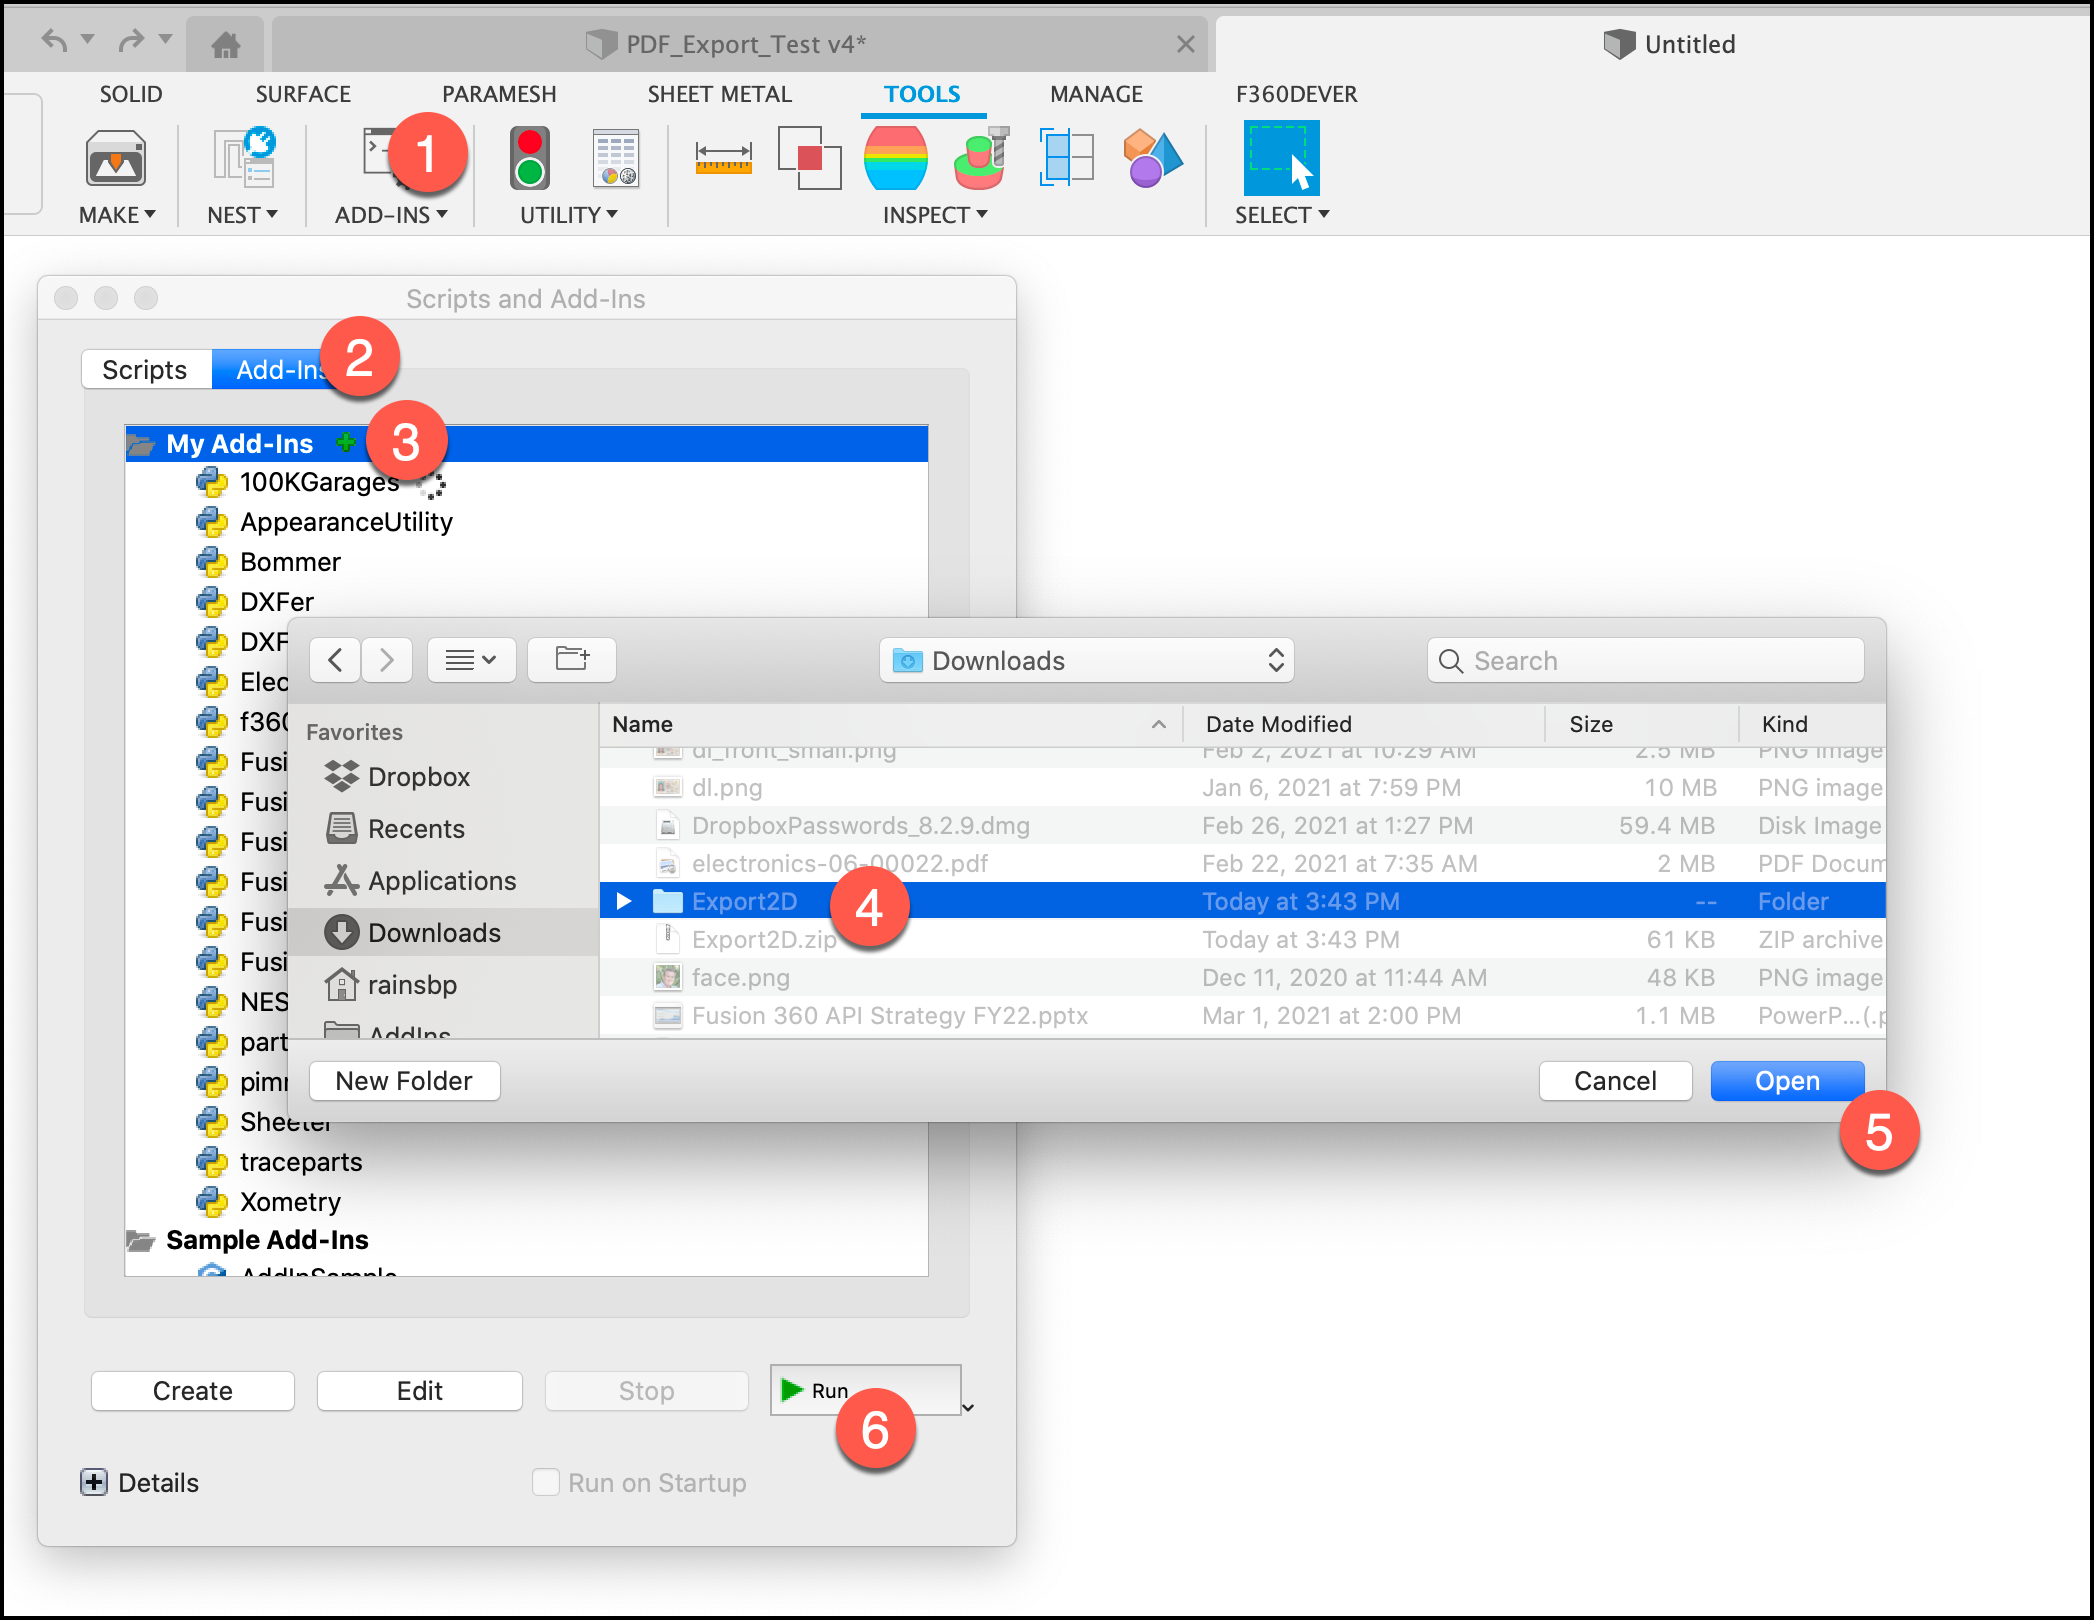 PDF_Export_Test v4*
Untitled
SOLID SURFACE PARAMESH SHEET METAL TOOLS MANAGE F360DEVER
1
MAKE NEST ADD-INS UTILITY INSPECT SELECT
Scripts and Add-Ins
Scripts Add-Ins 2
My Add-Ins 3
100KGarages
AppearanceUtility
Bommer
DXFer
DXF
Elec
f360
Fusi
Fusi
Fusi
Fusi
Fusi
Fusi
NES
part
pim
Sheeter
traceparts
Xometry
Sample Add-Ins
AddInSample
Downloads
Search
Favorites
Dropbox
Recents
Applications
Downloads
rainsbp
AddIns
Name Date Modified Size Kind
dl_front_small.png Feb 2, 2021 at 10:29 AM 2.5 MB PNG image
dl.png Jan 6, 2021 at 7:59 PM 10 MB PNG image
DropboxPasswords_8.2.9.dmg Feb 26, 2021 at 1:27 PM 59.4 MB Disk Image
electronics-06-00022.pdf Feb 22, 2021 at 7:35 AM 2 MB PDF Docum
Export2D 4 Today at 3:43 PM -- Folder
Export2D.zip Today at 3:43 PM 61 KB ZIP archive
face.png Dec 11, 2020 at 11:44 AM 48 KB PNG image
Fusion 360 API Strategy FY22.pptx Mar 1, 2021 at 2:00 PM 1.1 MB PowerP...(.p
New Folder Cancel Open
5
Create Edit Stop Run
6
Details Run on Startup